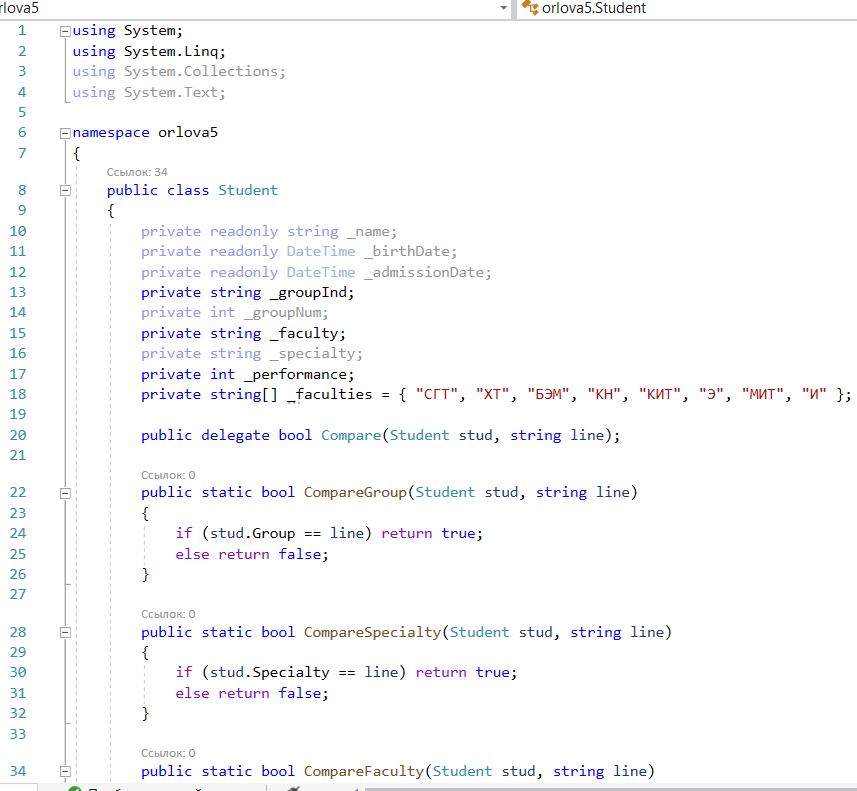 rlova5 orlova5.Student
1 using System;
2 using System.Linq;
3 using System.Collections;
4 using System.Text;
5
6 namespace orlova5
7 {
Ссылок: 34
8 public class Student
9 {
10 private readonly string _name;
11 private readonly DateTime _birthDate;
12 private readonly DateTime _admissionDate;
13 private string _groupInd;
14 private int _groupNum;
15 private string _faculty;
16 private string _specialty;
17 private int _performance;
18 private string[] _faculties = { "СГТ", "ХТ", "БЭМ", "КН", "КИТ", "Э", "МИТ", "И" };
19
20 public delegate bool Compare(Student stud, string line);
21
Ссылок: 0
22 public static bool CompareGroup(Student stud, string line)
23 {
24 if (stud.Group == line) return true;
25 else return false;
26 }
27
Ссылок: 0
28 public static bool CompareSpecialty(Student stud, string line)
29 {
30 if (stud.Specialty == line) return true;
31 else return false;
32 }
33
Ссылок: 0
34 public static bool CompareFaculty(Student stud, string line)